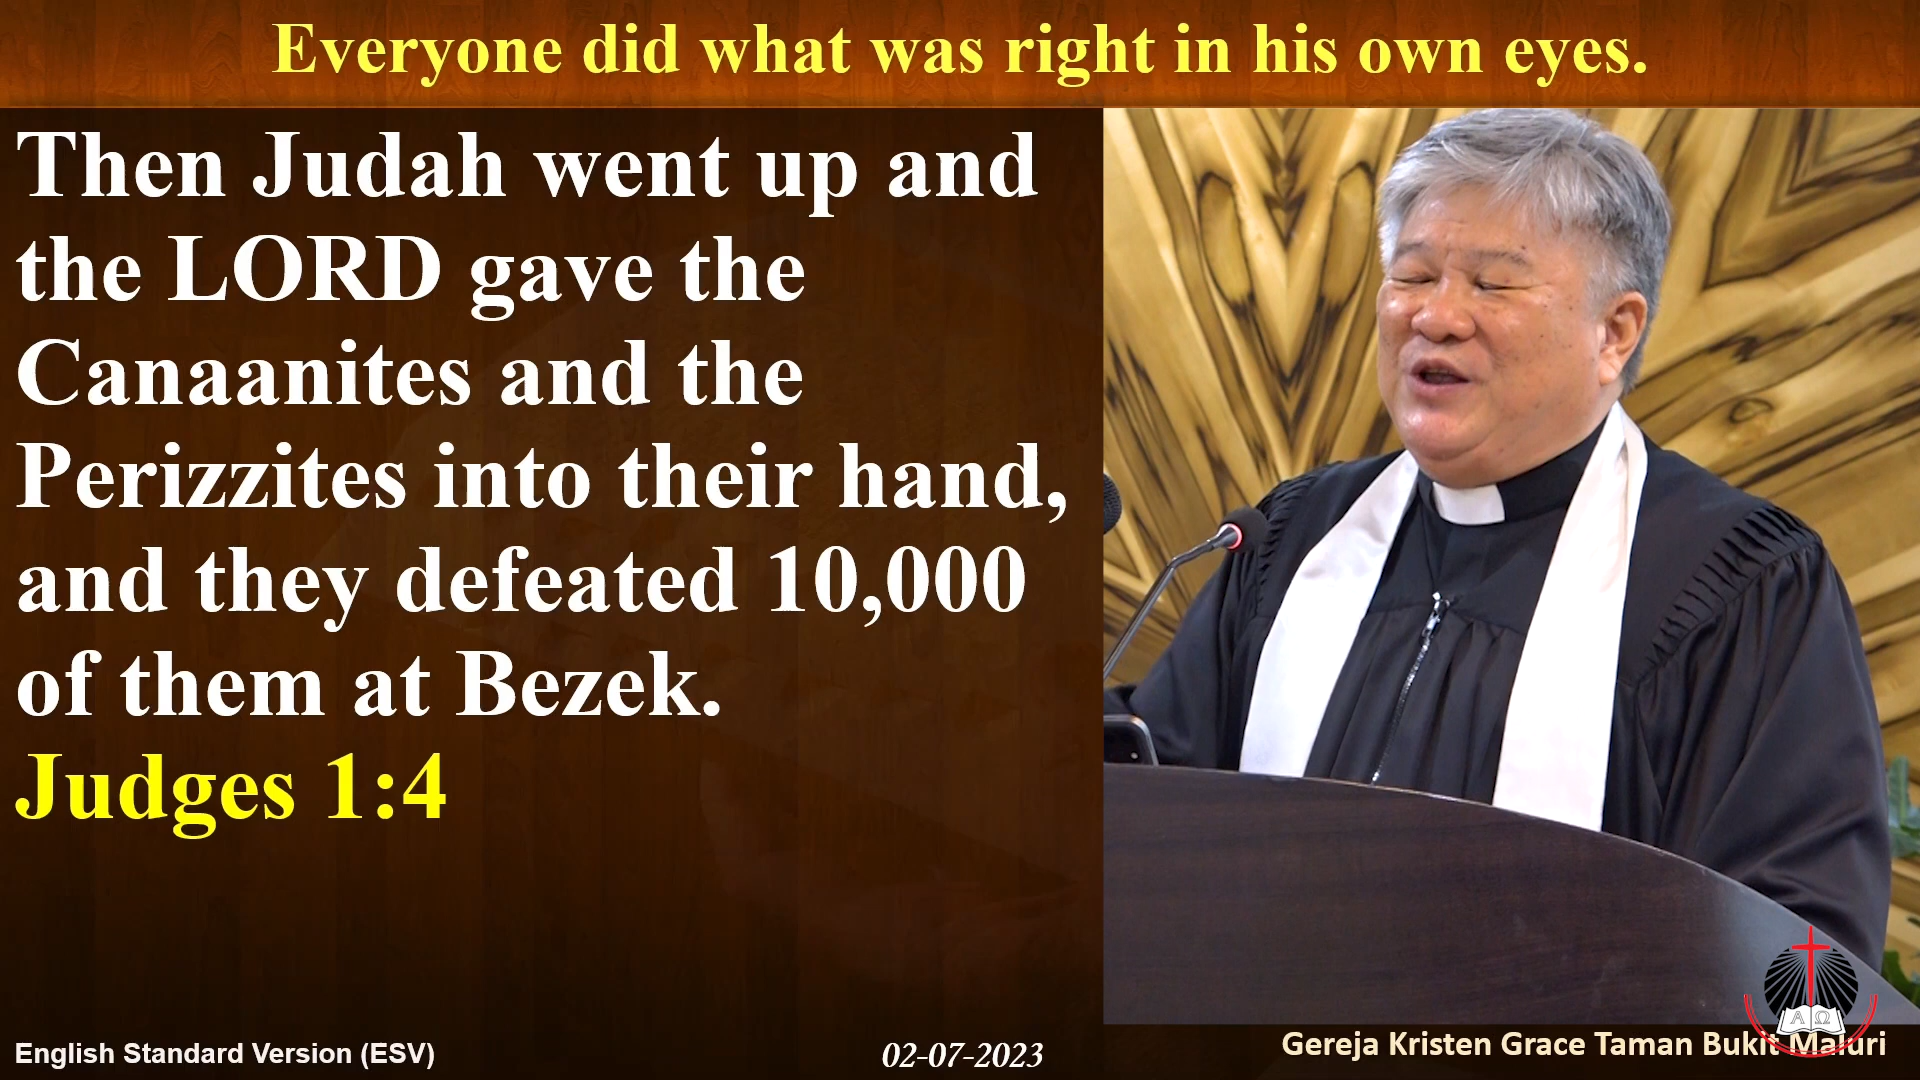 Everyone did what was right in his own eyes.
Then Judah went up and
the LORD gave the
Canaanites and the
Perizzites into their hand,
and they defeated 10,000
of them at Bezek.
Judges 1:4
English Standard Version (ESV)
02-07-2023
Gereja Kristen Grace Taman Bukit Maluri
Α Ω